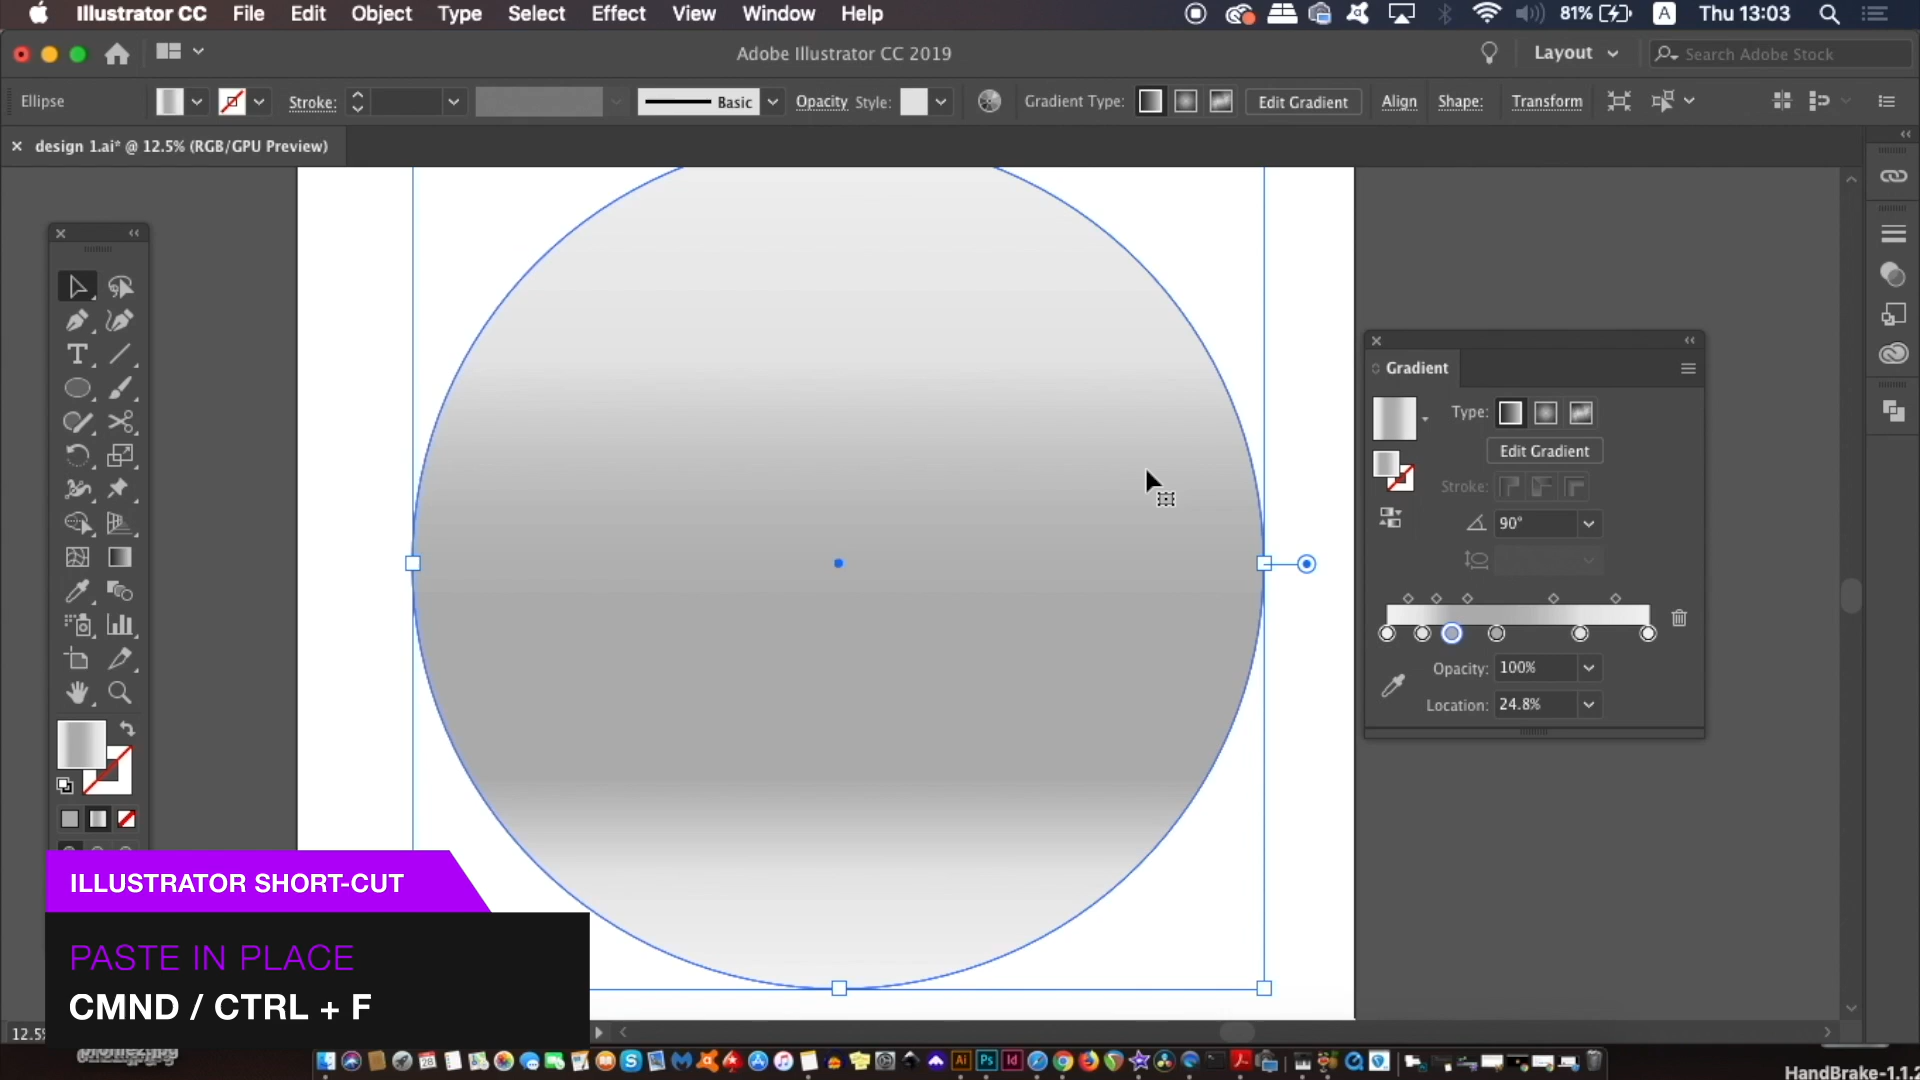 Illustrator CC File Edit Object Type Select Effect View Window Help 81% A Thu 13:03
Adobe Illustrator CC 2019 Layout Search Adobe Stock
Ellipse Stroke: Basic Opacity Style: Gradient Type: Edit Gradient Align Shape: Transform
design 1.ai* @ 12.5% (RGB/GPU Preview)
Gradient
Type:
Edit Gradient
Stroke:
90°
Opacity: 100%
Location: 24.8%
ILLUSTRATOR SHORT-CUT
PASTE IN PLACE
CMND / CTRL + F
12.5%
Ai Ps Id
HandBrake-1.1.2